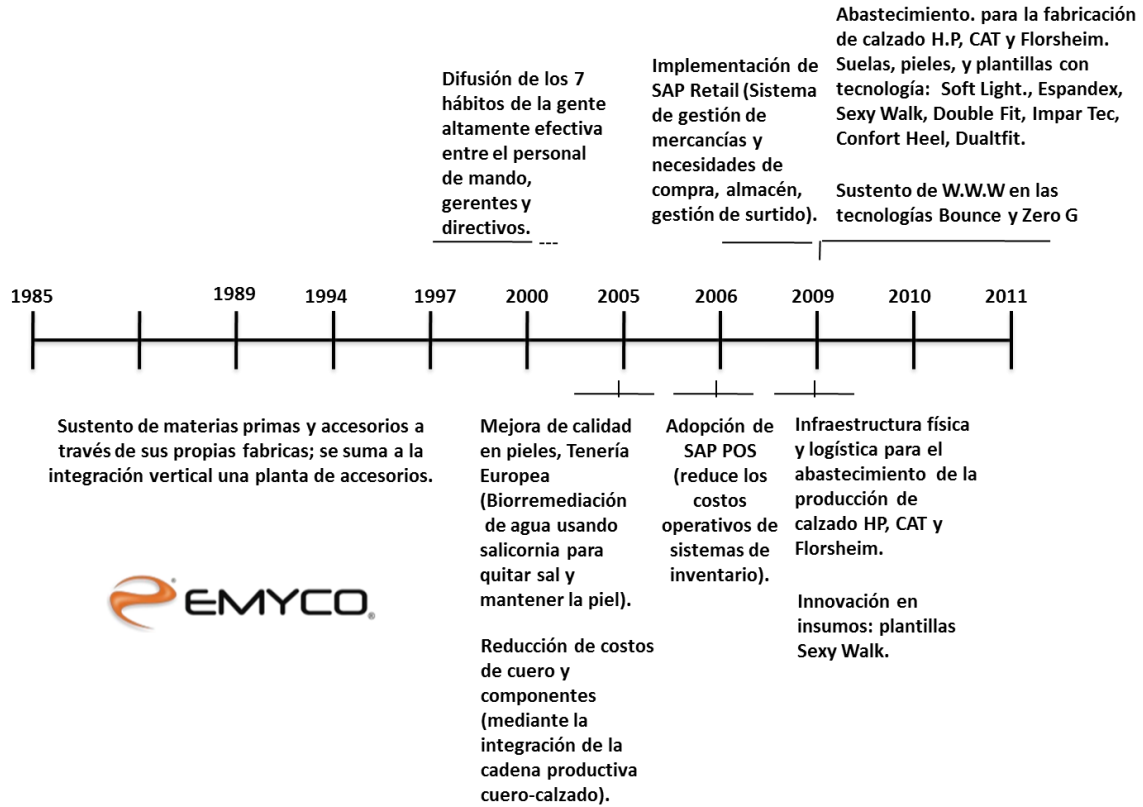 Abastecimiento. para la fabricación
de calzado H.P, CAT y Florsheim.
Suelas, pieles, y plantillas con
tecnología: Soft Light., Espandex,
Sexy Walk, Double Fit, Impar Tec,
Confort Heel, Dualtfit.
Sustento de W.W.W en las
tecnologías Bounce y Zero G
Implementación de
SAP Retail (Sistema
de gestión de
mercancías y
necesidades de
compra, almacén,
gestión de surtido).
Difusión de los 7
hábitos de la gente
altamente efectiva
entre el personal
de mando,
gerentes y
directivos.
1985 1989 1994 1997 2000 2005 2006 2009 2010 2011
Sustento de materias primas y accesorios a
través de sus propias fabricas; se suma a la
integración vertical una planta de accesorios.
Mejora de calidad
en pieles, Tenería
Europea
(Biorremediación
de agua usando
salicornia para
quitar sal y
mantener la piel).
Reducción de costos
de cuero y
componentes
(mediante la
integración de la
cadena productiva
cuero-calzado).
Adopción de
SAP POS
(reduce los
costos
operativos de
sistemas de
inventario).
Infraestructura física
y logística para el
abastecimiento de la
producción de
calzado HP, CAT y
Florsheim.
Innovación en
insumos: plantillas
Sexy Walk.
EMYCO®